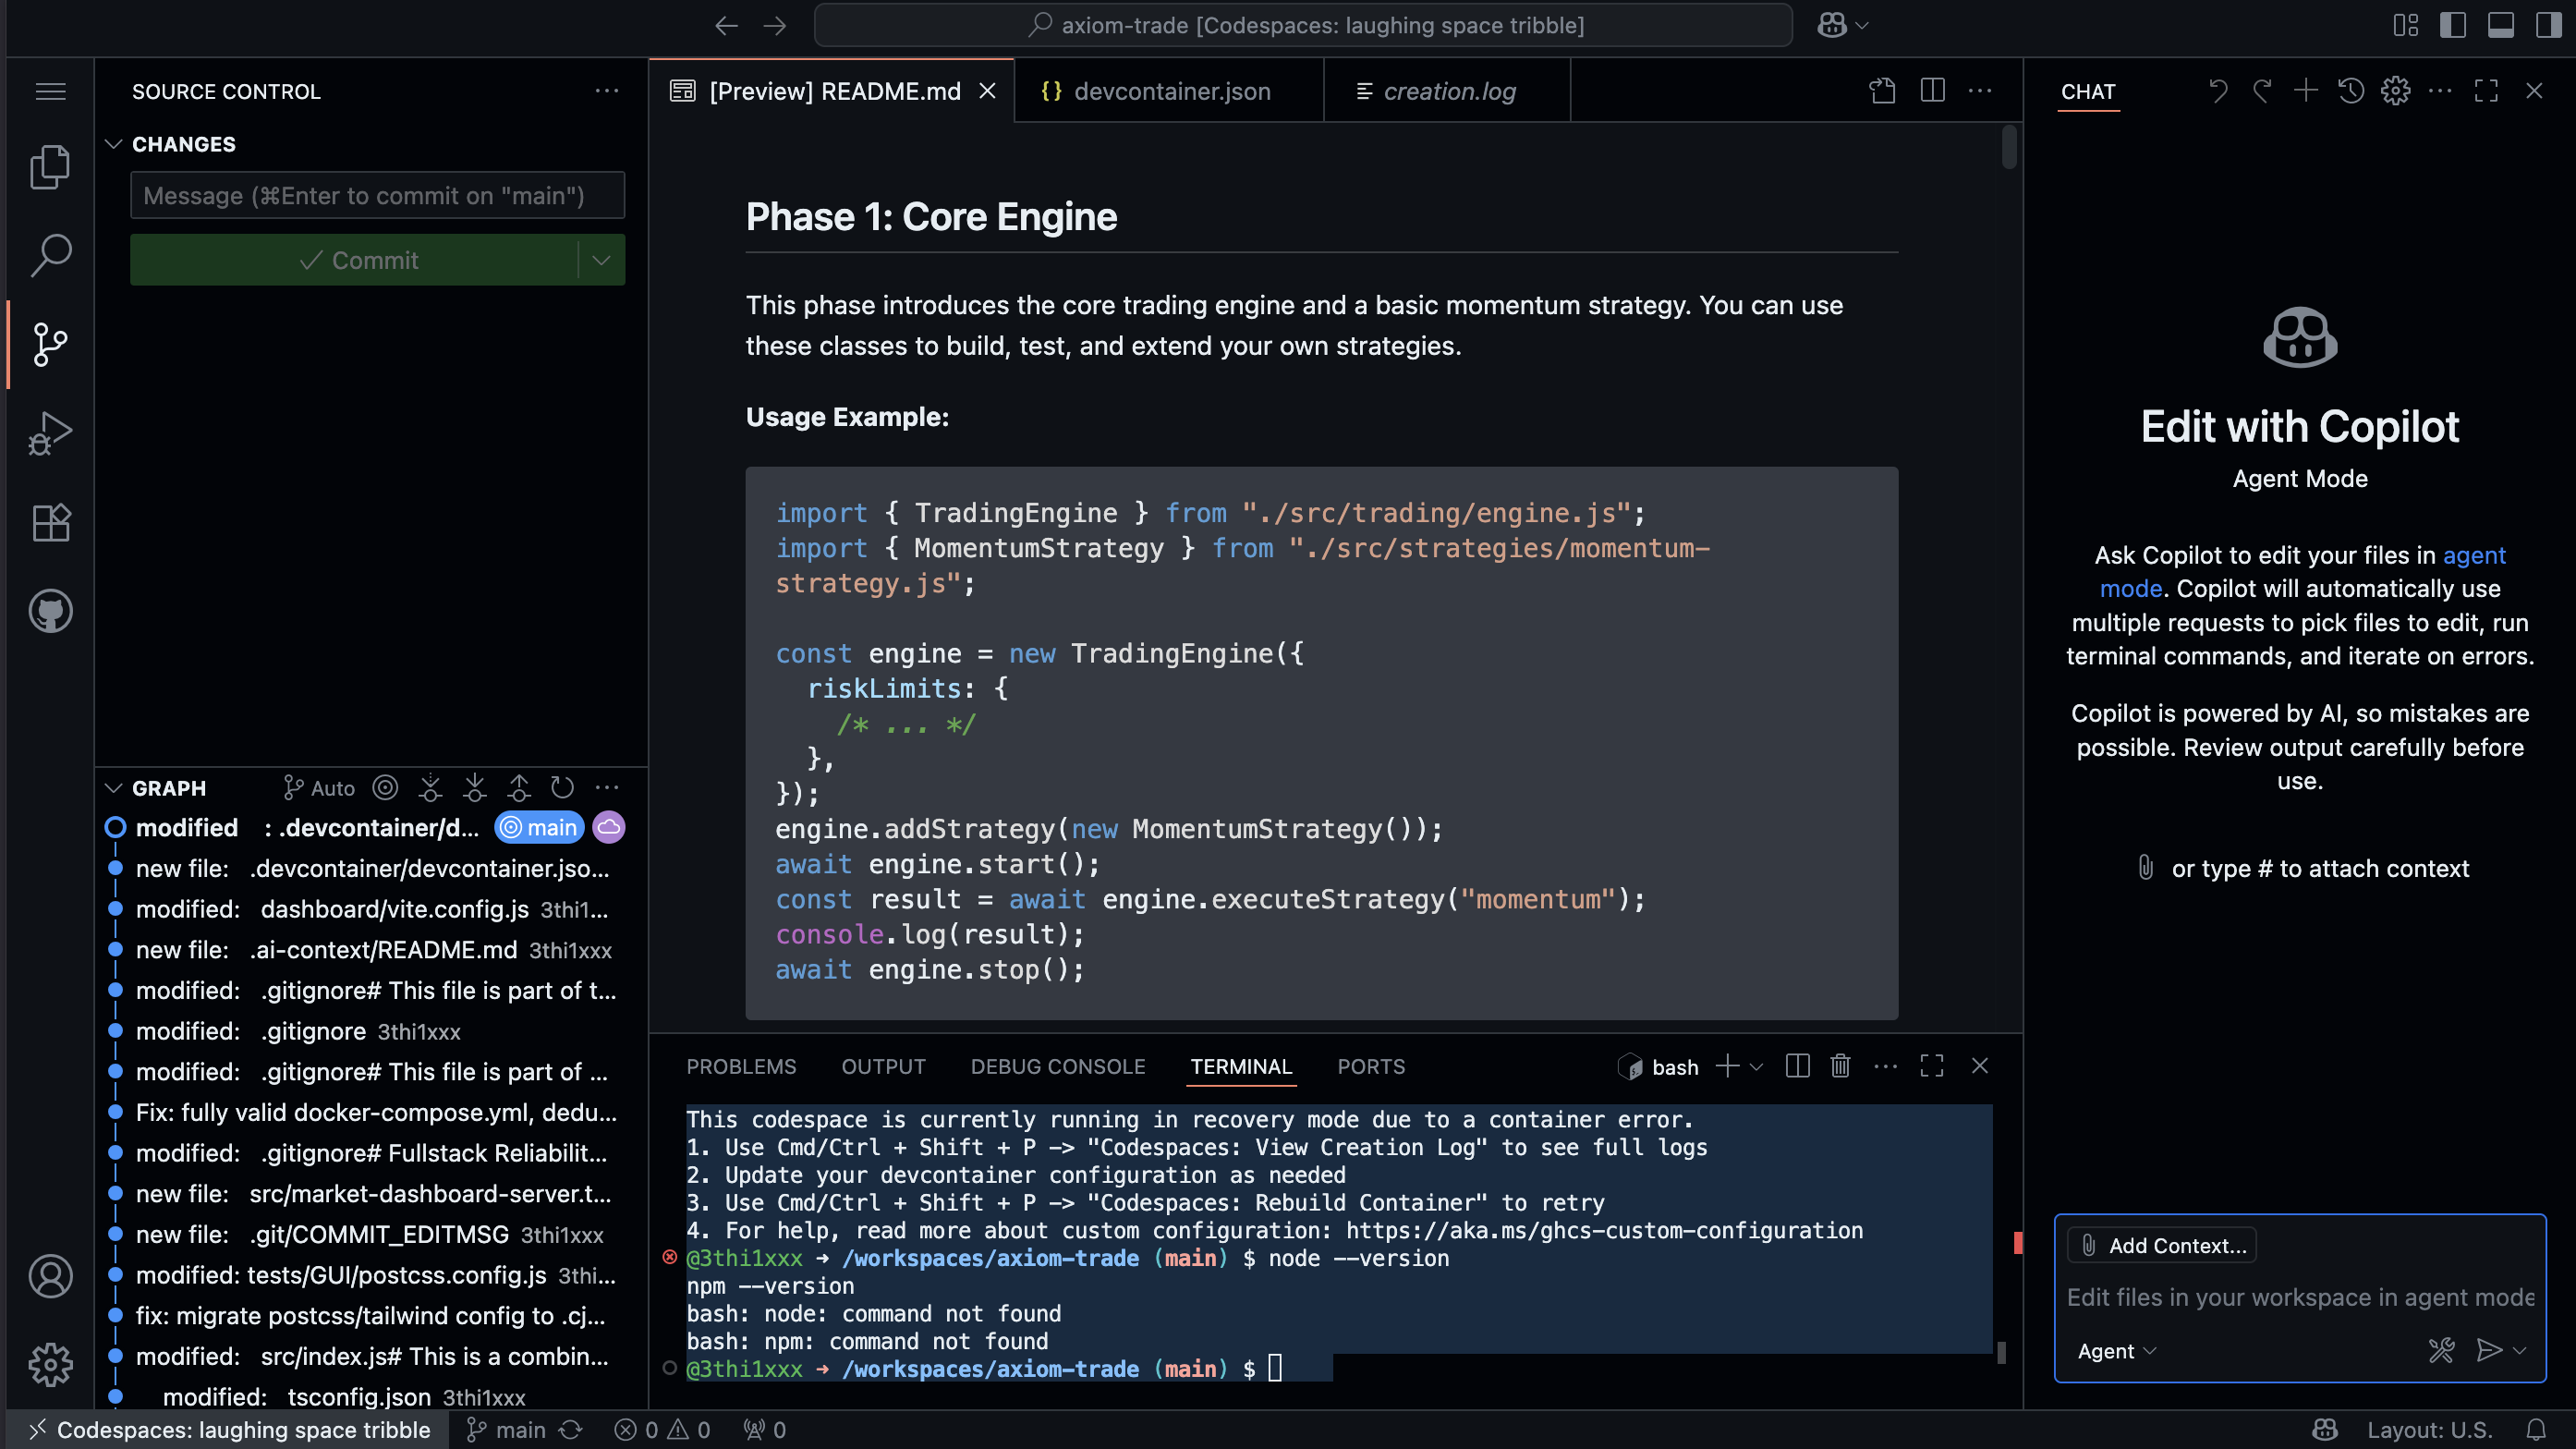 axiom-trade [Codespaces: laughing space tribble]
SOURCE CONTROL
CHANGES
Message (⌘Enter to commit on "main")
Commit
GRAPH
Auto
modified : .devcontainer/d... main
new file: .devcontainer/devcontainer.jso...
modified: dashboard/vite.config.js 3thi1...
new file: .ai-context/README.md 3thi1xxx
modified: .gitignore# This file is part of t...
modified: .gitignore 3thi1xxx
modified: .gitignore# This file is part of ...
Fix: fully valid docker-compose.yml, dedu...
modified: .gitignore# Fullstack Reliabilit...
new file: src/market-dashboard-server.t...
new file: .git/COMMIT_EDITMSG 3thi1xxx
modified: tests/GUI/postcss.config.js 3thi...
fix: migrate postcss/tailwind config to .cj...
modified: src/index.js# This is a combin...
modified: tsconfig.json 3thi1xxx
[Preview] README.md
{} devcontainer.json
creation.log
Phase 1: Core Engine
This phase introduces the core trading engine and a basic momentum strategy. You can use
these classes to build, test, and extend your own strategies.
Usage Example:
import { TradingEngine } from "./src/trading/engine.js";
import { MomentumStrategy } from "./src/strategies/momentum-
strategy.js";
const engine = new TradingEngine({
riskLimits: {
/* ... */
},
});
engine.addStrategy(new MomentumStrategy());
await engine.start();
const result = await engine.executeStrategy("momentum");
console.log(result);
await engine.stop();
PROBLEMS
OUTPUT
DEBUG CONSOLE
TERMINAL
PORTS
bash
This codespace is currently running in recovery mode due to a container error.
1. Use Cmd/Ctrl + Shift + P -> "Codespaces: View Creation Log" to see full logs
2. Update your devcontainer configuration as needed
3. Use Cmd/Ctrl + Shift + P -> "Codespaces: Rebuild Container" to retry
4. For help, read more about custom configuration: https://aka.ms/ghcs-custom-configuration
@3thi1xxx ➜ /workspaces/axiom-trade (main) $ node --version
npm --version
bash: node: command not found
bash: npm: command not found
@3thi1xxx ➜ /workspaces/axiom-trade (main) $
CHAT
Edit with Copilot
Agent Mode
Ask Copilot to edit your files in agent
mode. Copilot will automatically use
multiple requests to pick files to edit, run
terminal commands, and iterate on errors.
Copilot is powered by AI, so mistakes are
possible. Review output carefully before
use.
or type # to attach context
Add Context...
Edit files in your workspace in agent mode
Agent
Codespaces: laughing space tribble
main
0
0
0
Layout: U.S.